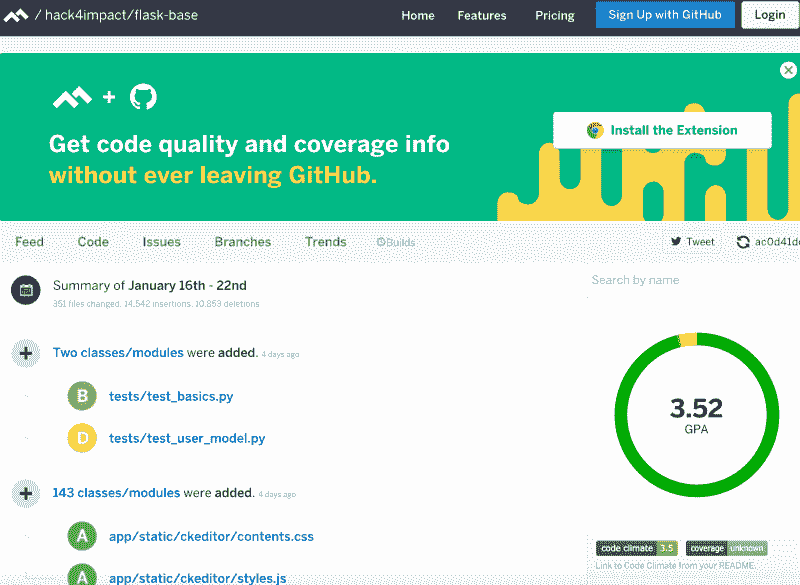 / hack4impact/flask-base
Home Features Pricing Sign Up with GitHub Login
+
Get code quality and coverage info
without ever leaving GitHub.
Install the Extension
Feed Code Issues Branches Trends Builds Tweet ac0d41d
Summary of January 16th - 22nd
351 files changed, 14,542 insertions, 10,853 deletions
Search by name
Two classes/modules were added. 4 days ago
B tests/test_basics.py
D tests/test_user_model.py
3.52
GPA
143 classes/modules were added. 4 days ago
A app/static/ckeditor/contents.css
code climate 3.5 coverage unknown
Link to Code Climate from your README.
A app/static/ckeditor/styles.js